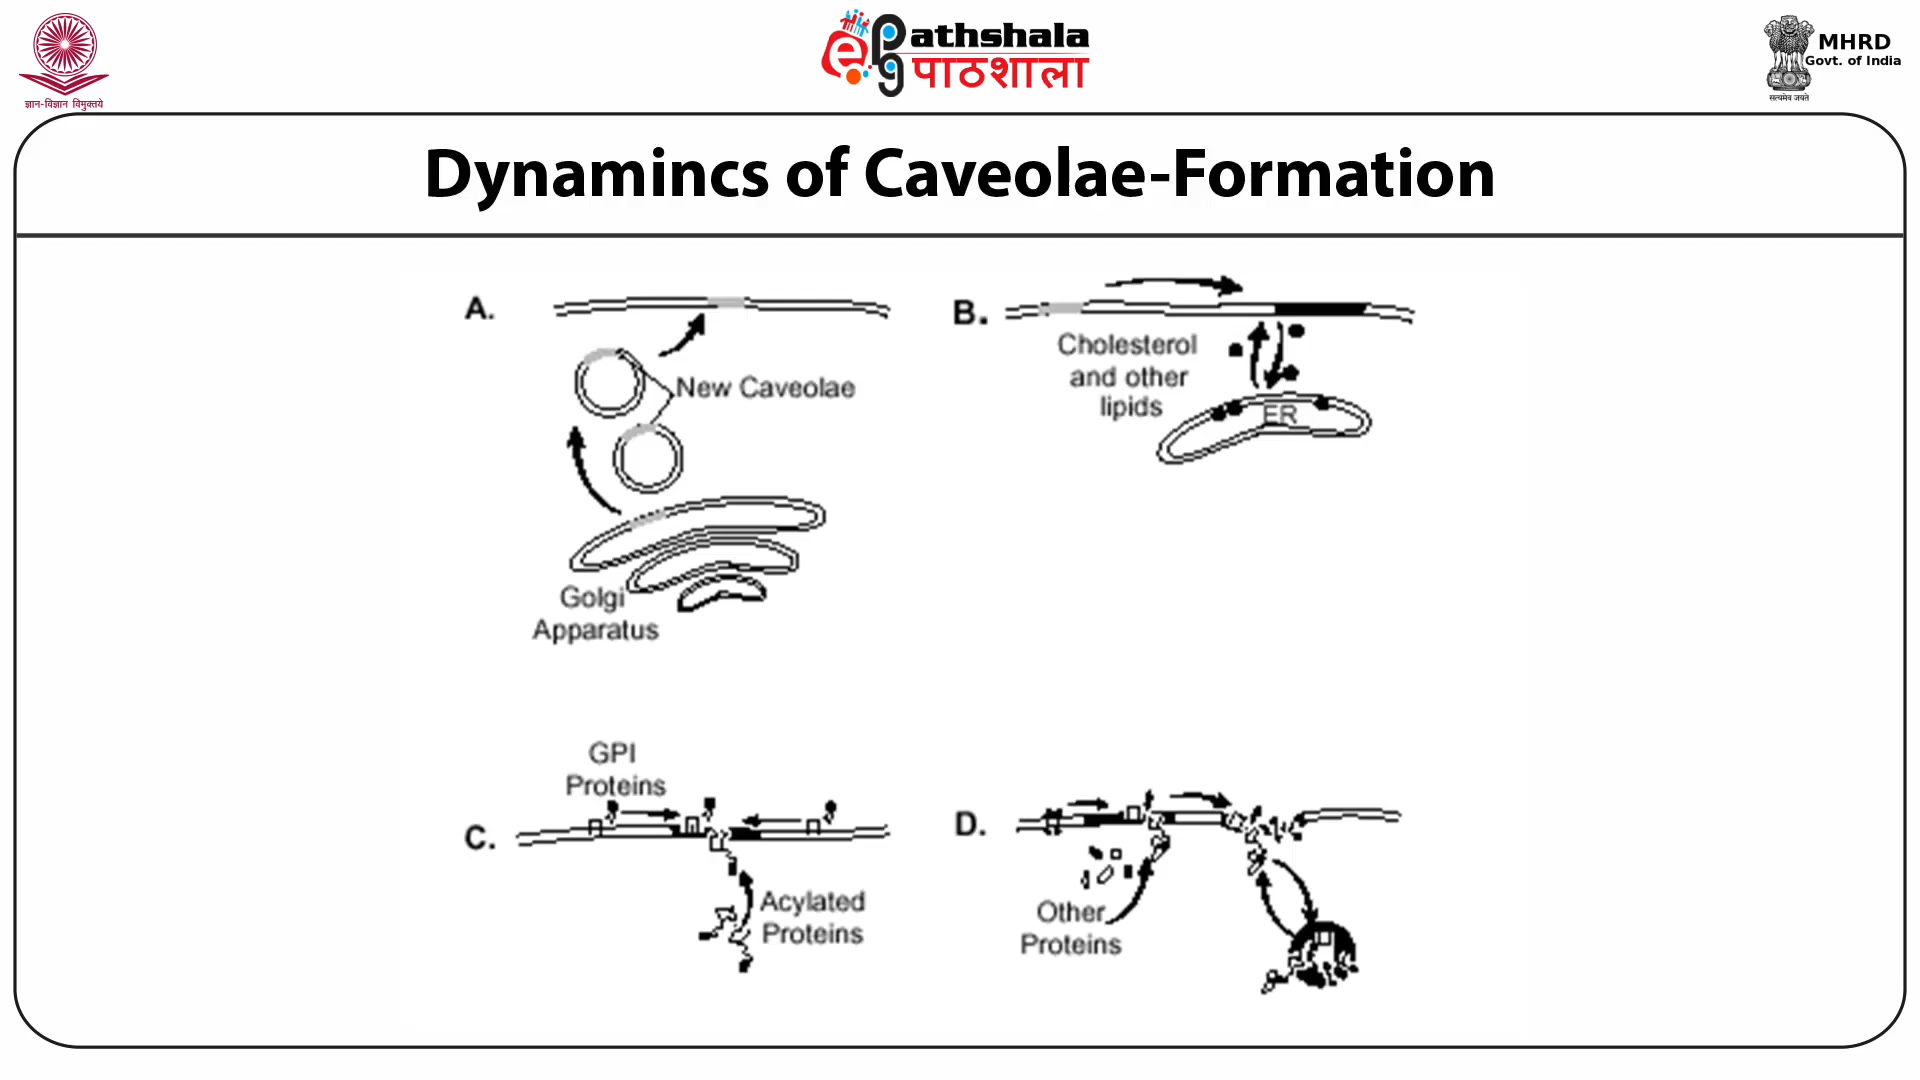 ज्ञान-विज्ञान विमुक्तये
ePathshala
पाठशाला
MHRD
Govt. of India
सत्यमेव जयते
Dynamincs of Caveolae-Formation
A.
New Caveolae
Golgi
Apparatus
B.
Cholesterol
and other
lipids
ER
C.
GPI
Proteins
Acylated
Proteins
D.
Other
Proteins